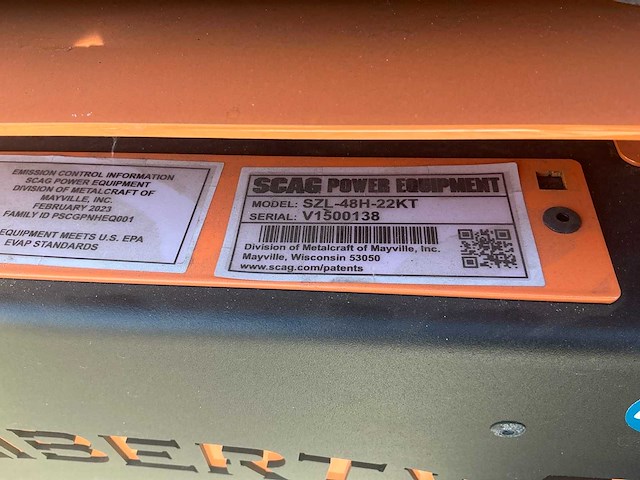 EMISSION CONTROL INFORMATION
SCAG POWER EQUIPMENT
DIVISION OF METALCRAFT OF
MAYVILLE, INC.
FEBRUARY 2023
FAMILY ID PSCGPNHEQ001
EQUIPMENT MEETS U.S. EPA
EVAP STANDARDS
SCAG POWER EQUIPMENT
MODEL: SZL-48H-22KT
SERIAL: V1500138
Division of Metalcraft of Mayville, Inc.
Mayville, Wisconsin 53050
www.scag.com/patents
BERT